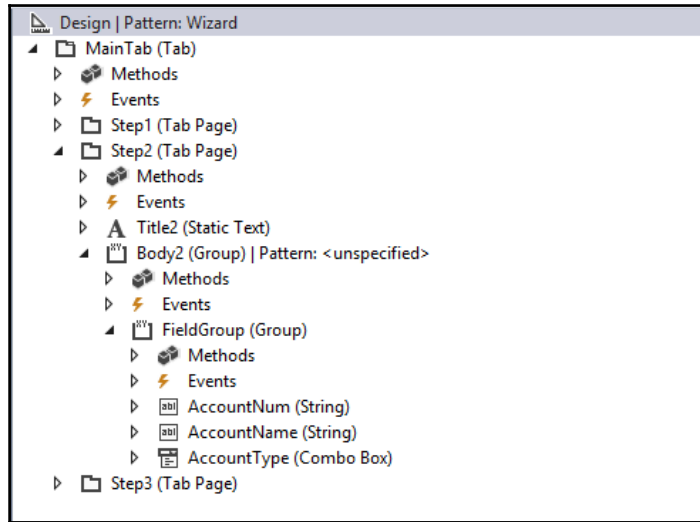 Design | Pattern: Wizard
MainTab (Tab)
Methods
Events
Step1 (Tab Page)
Step2 (Tab Page)
Methods
Events
Title2 (Static Text)
Body2 (Group) | Pattern: <unspecified>
Methods
Events
FieldGroup (Group)
Methods
Events
AccountNum (String)
AccountName (String)
AccountType (Combo Box)
Step3 (Tab Page)